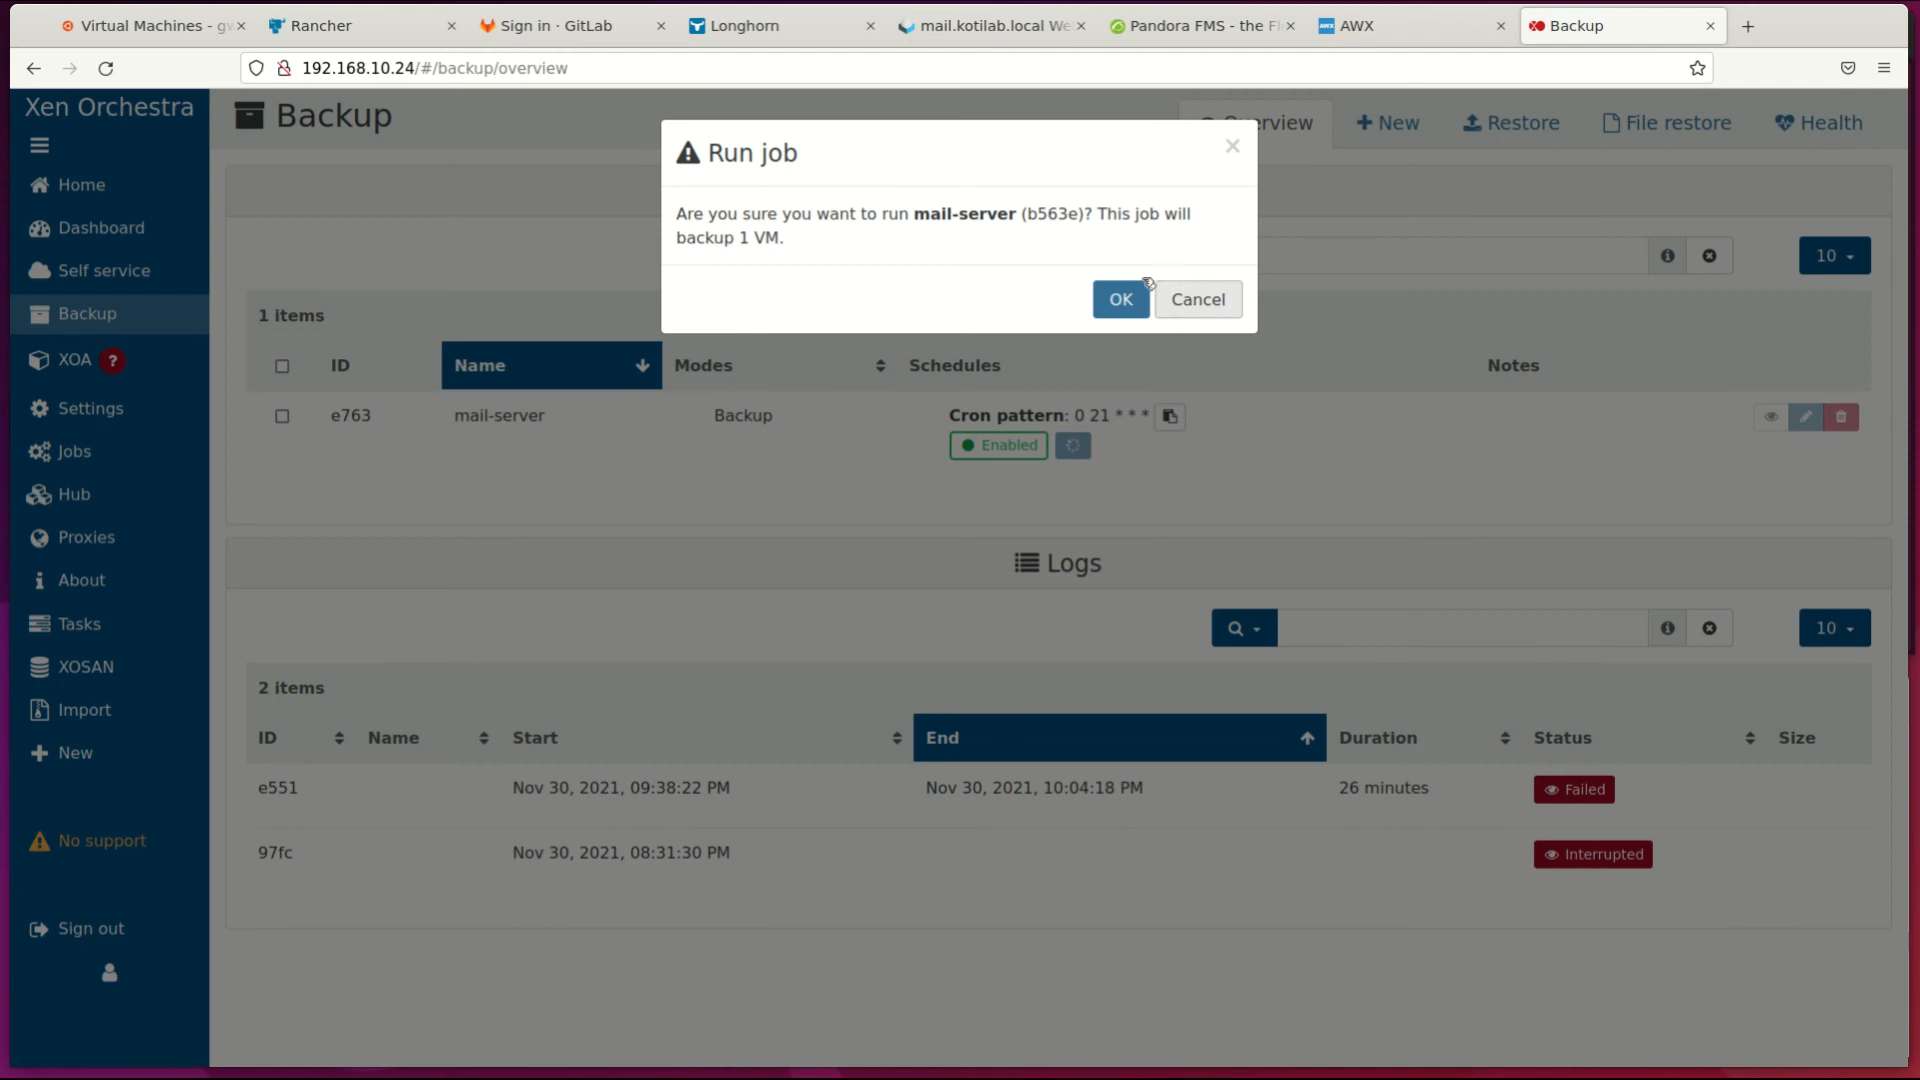 Virtual Machines - gw
Rancher
Sign in · GitLab
Longhorn
mail.kotilab.local We
Pandora FMS - the Fl
AWX
Backup
192.168.10.24/#/backup/overview
Xen Orchestra
Backup
Overview
New
Restore
File restore
Health
Run job
Are you sure you want to run mail-server (b563e)? This job will
backup 1 VM.
OK
Cancel
Home
Dashboard
Self service
Backup
XOA ?
Settings
Jobs
Hub
Proxies
About
Tasks
XOSAN
Import
New
No support
Sign out
10
1 items
ID
Name
Modes
Schedules
Notes
e763
mail-server
Backup
Cron pattern: 0 21 * * *
Enabled
Logs
10
2 items
ID
Name
Start
End
Duration
Status
Size
e551
Nov 30, 2021, 09:38:22 PM
Nov 30, 2021, 10:04:18 PM
26 minutes
Failed
97fc
Nov 30, 2021, 08:31:30 PM
Interrupted